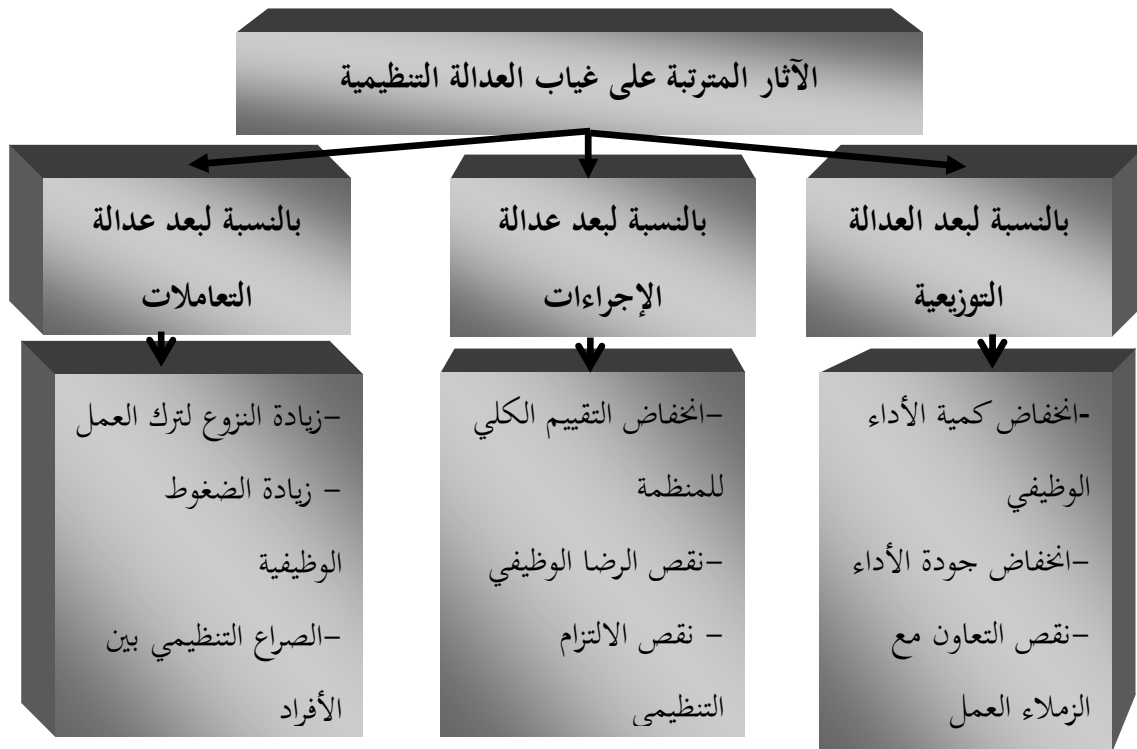 الآثار المترتبة على غياب العدالة التنظيمية
بالنسبة لبعد العدالة
التوزيعية
بالنسبة لبعد عدالة
الإجراءات
بالنسبة لبعد عدالة
التعاملات
-انخفاض كمية الأداء
الوظيفي
–انخفاض جودة الأداء
–نقص التعاون مع
الزملاء العمل
–انخفاض التقييم الكلي
للمنظمة
–نقص الرضا الوظيفي
– نقص الالتزام
التنظيمي
–زيادة النزوع لترك العمل
– زيادة الضغوط
الوظيفية
–الصراع التنظيمي بين
الأفراد